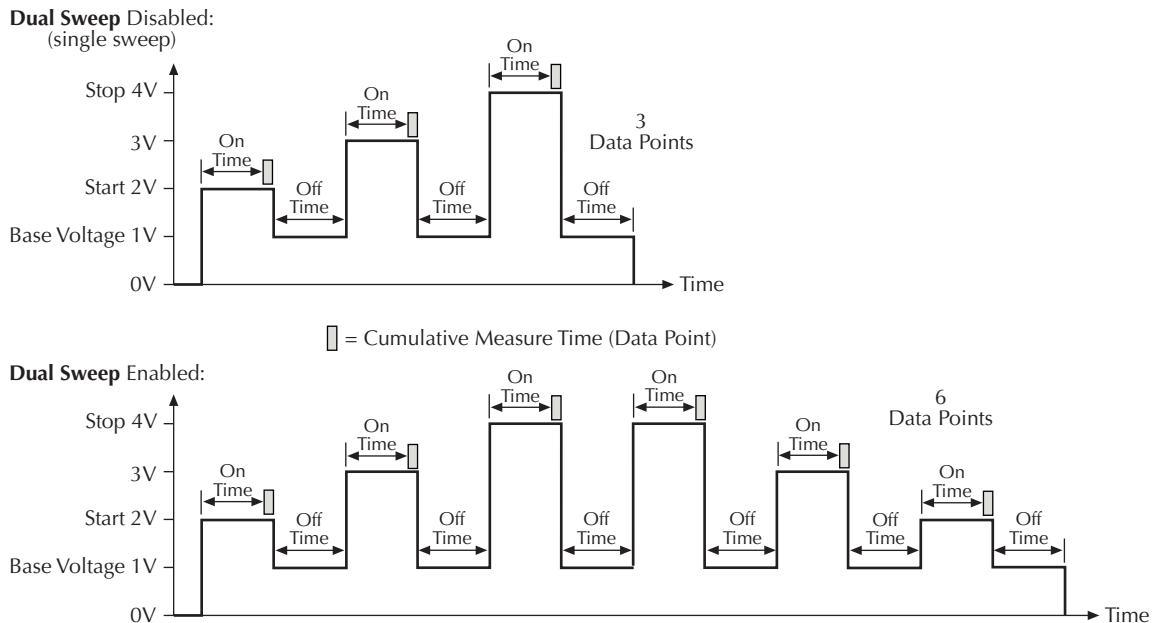 Dual Sweep Disabled:
(single sweep)
On
Time
Stop 4V
On
Time
3
Data Points
3V
On
Time
Start 2V
Off
Time
Off
Time
Off
Time
Base Voltage 1V
0V
Time
= Cumulative Measure Time (Data Point)
Dual Sweep Enabled:
On
Time
On
Time
6
Data Points
Stop 4V
On
Time
On
Time
3V
On
Time
On
Time
Start 2V
Off
Time
Off
Time
Off
Time
Off
Time
Off
Time
Off
Time
Base Voltage 1V
0V
Time